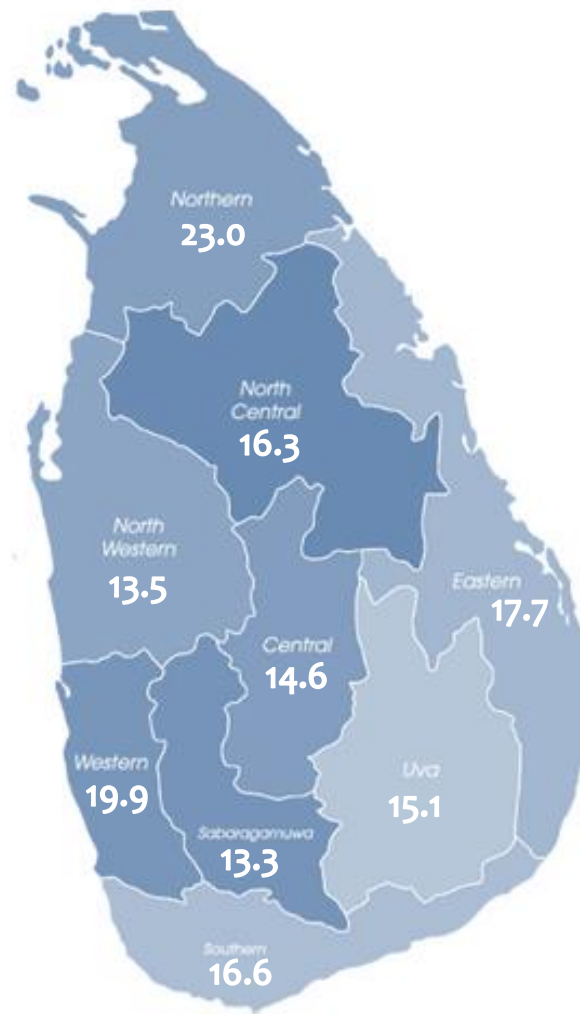 Northern
23.0
North
Central
16.3
North
Western
13.5
Eastern
17.7
Central
14.6
Western
19.9
Uva
15.1
Sabaragamuwa
13.3
Southern
16.6